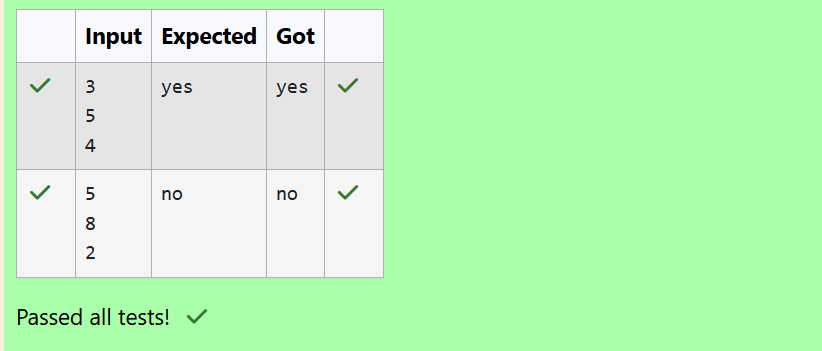 Input Expected Got
3 yes yes
5
4
5 no no
8
2
Passed all tests!